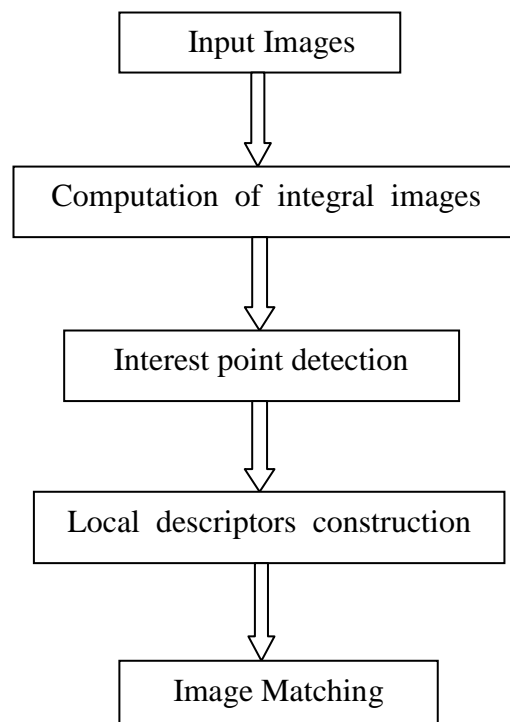 Input Images
Computation of integral images
Interest point detection
Local descriptors construction
Image Matching